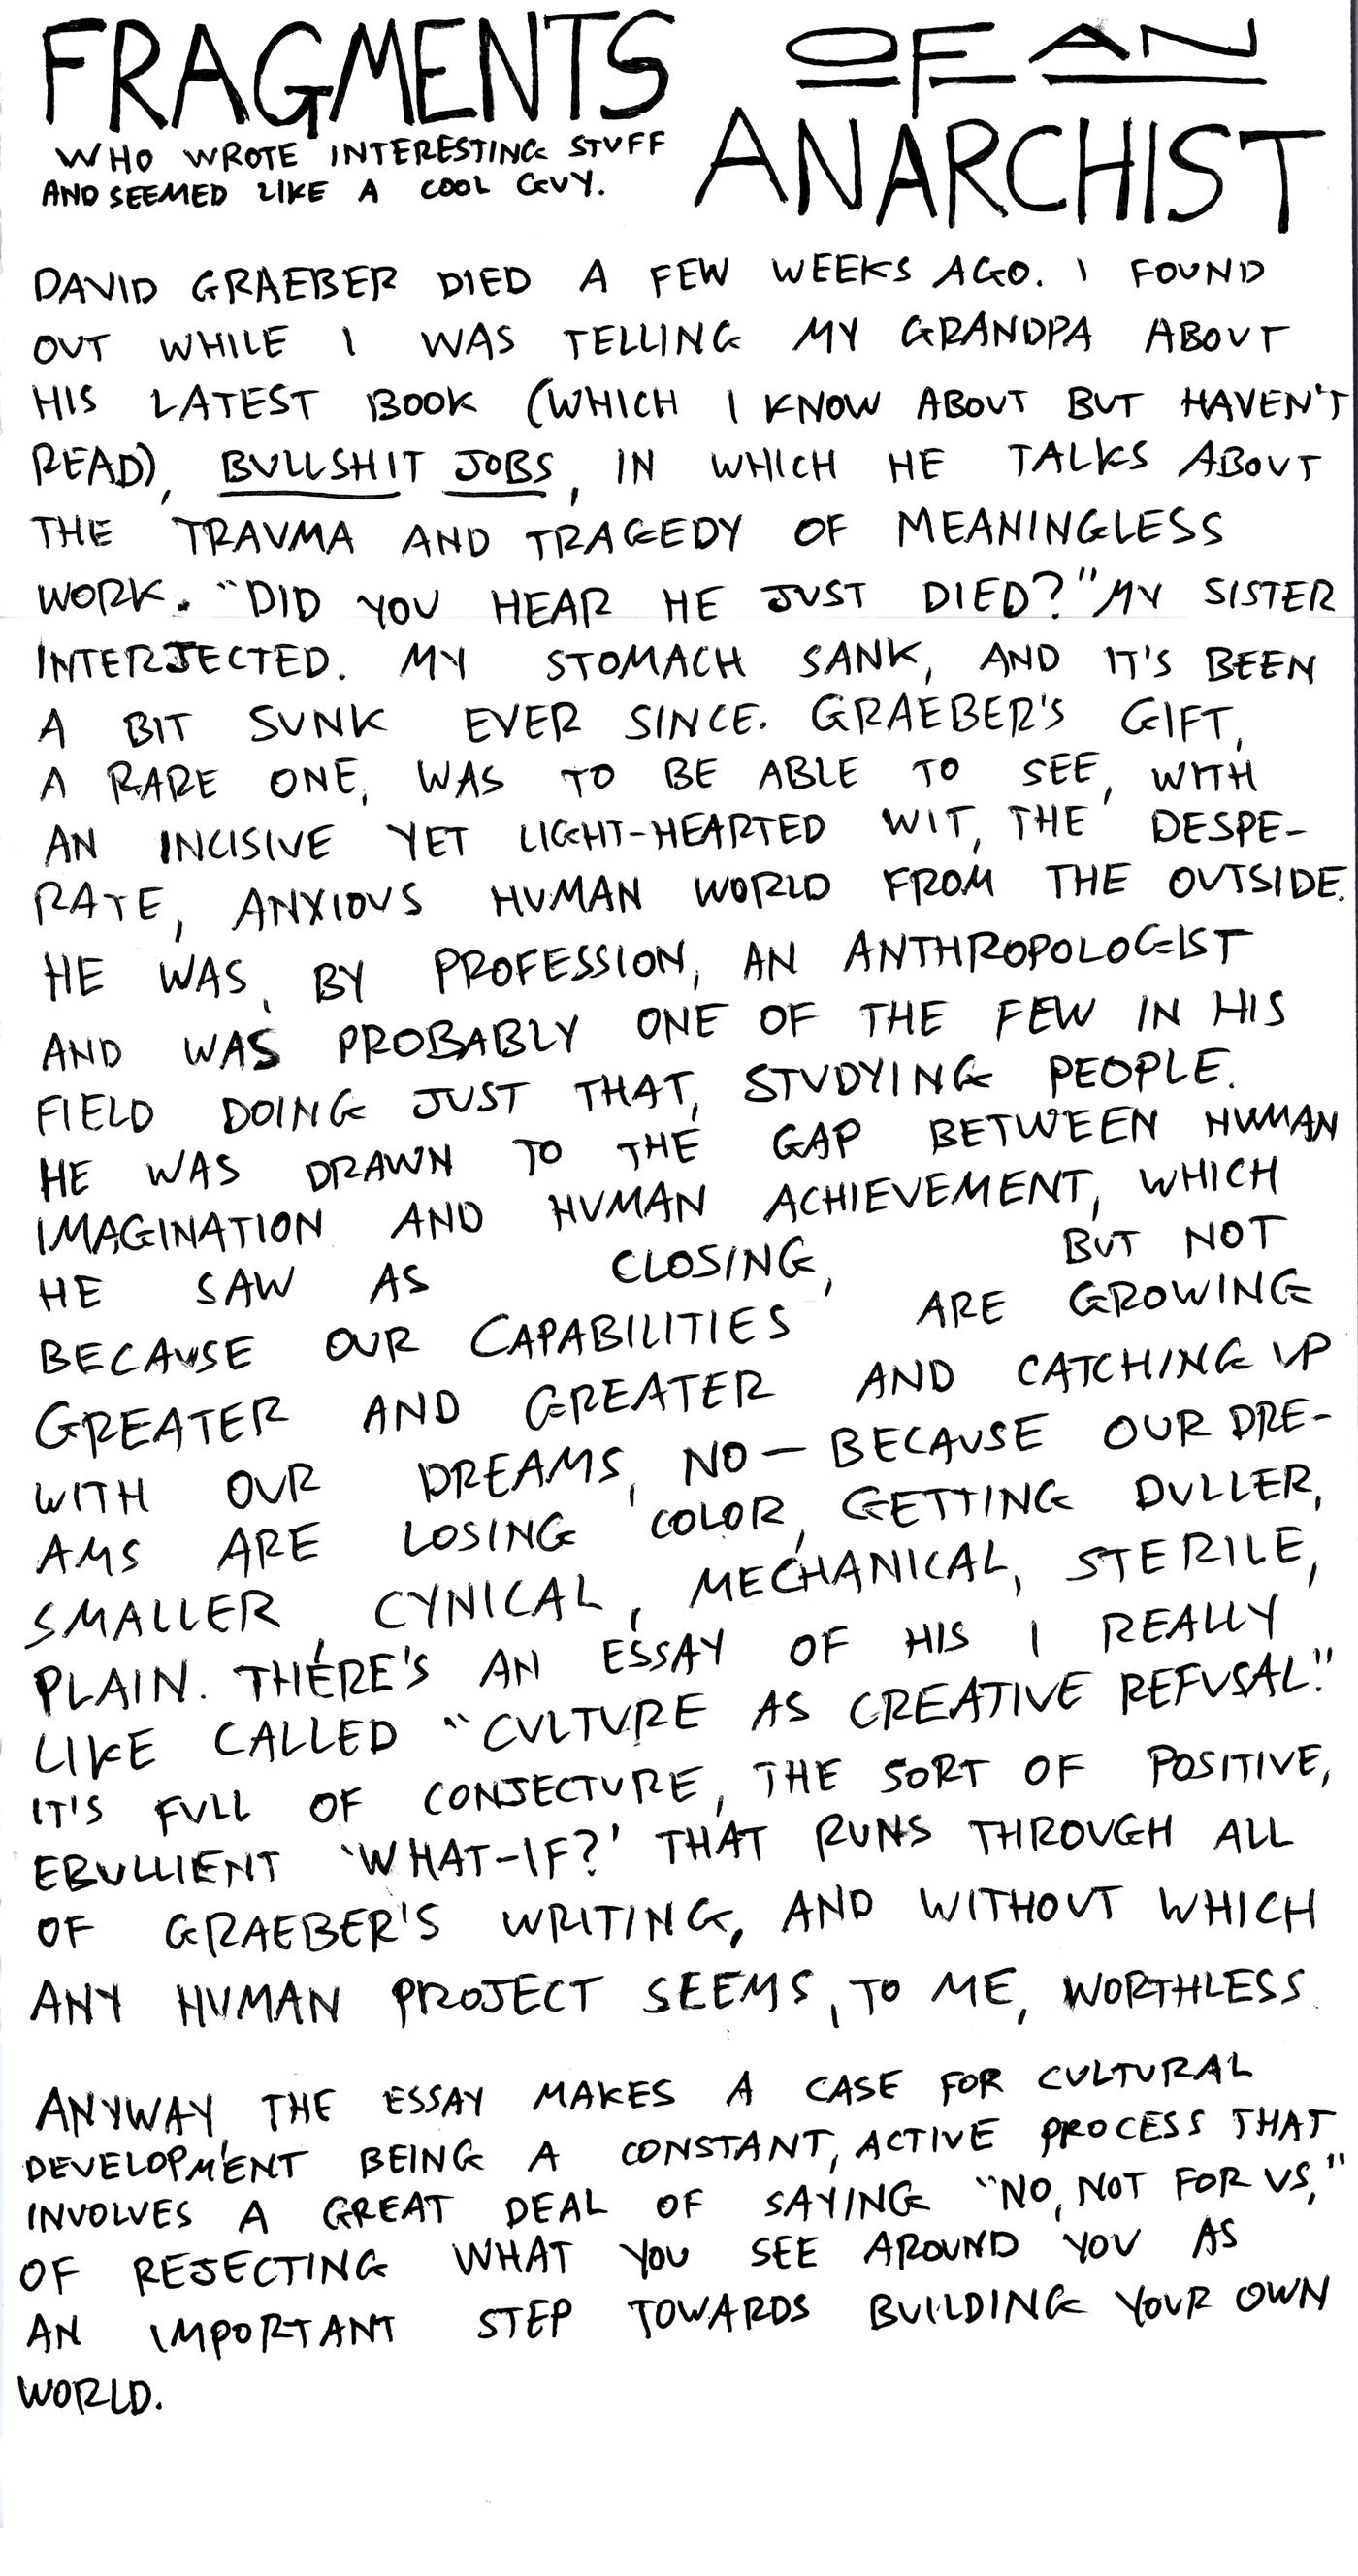 FRAGMENTS OF AN
WHO WROTE INTERESTING STUFF
AND SEEMED LIKE A COOL GUY.
ANARCHIST
DAVID GRAEBER DIED A FEW WEEKS AGO. I FOUND
OUT WHILE I WAS TELLING MY GRANDPA ABOUT
HIS LATEST BOOK (WHICH I KNOW ABOUT BUT HAVEN'T
READ), BULLSHIT JOBS, IN WHICH HE TALKS ABOUT
THE TRAUMA AND TRAGEDY OF MEANINGLESS
WORK. "DID YOU HEAR HE JUST DIED?" MY SISTER
INTERJECTED. MY STOMACH SANK, AND IT'S BEEN
A BIT SUNK EVER SINCE. GRAEBER'S GIFT,
A RARE ONE, WAS TO BE ABLE TO SEE, WITH
AN INCISIVE YET LIGHT-HEARTED WIT, THE DESPE-
RATE, ANXIOUS HUMAN WORLD FROM THE OUTSIDE.
HE WAS, BY PROFESSION, AN ANTHROPOLOGIST
AND WAS PROBABLY ONE OF THE FEW IN HIS
FIELD DOING JUST THAT, STUDYING PEOPLE.
HE WAS DRAWN TO THE GAP BETWEEN HUMAN
IMAGINATION AND HUMAN ACHIEVEMENT, WHICH
HE SAW AS CLOSING, BUT NOT
BECAUSE OUR CAPABILITIES ARE GROWING
GREATER AND GREATER AND CATCHING UP
WITH OUR DREAMS, NO — BECAUSE OUR DRE-
AMS ARE LOSING COLOR, GETTING DULLER,
SMALLER, CYNICAL, MECHANICAL, STERILE,
PLAIN. THERE'S AN ESSAY OF HIS I REALLY
LIKE CALLED "CULTURE AS CREATIVE REFUSAL."
IT'S FULL OF CONJECTURE, THE SORT OF POSITIVE,
EBULLIENT 'WHAT-IF?' THAT RUNS THROUGH ALL
OF GRAEBER'S WRITING, AND WITHOUT WHICH
ANY HUMAN PROJECT SEEMS, TO ME, WORTHLESS.
ANYWAY, THE ESSAY MAKES A CASE FOR CULTURAL
DEVELOPMENT BEING A CONSTANT, ACTIVE PROCESS THAT
INVOLVES A GREAT DEAL OF SAYING "NO, NOT FOR US,"
OF REJECTING WHAT YOU SEE AROUND YOU AS
AN IMPORTANT STEP TOWARDS BUILDING YOUR OWN
WORLD.